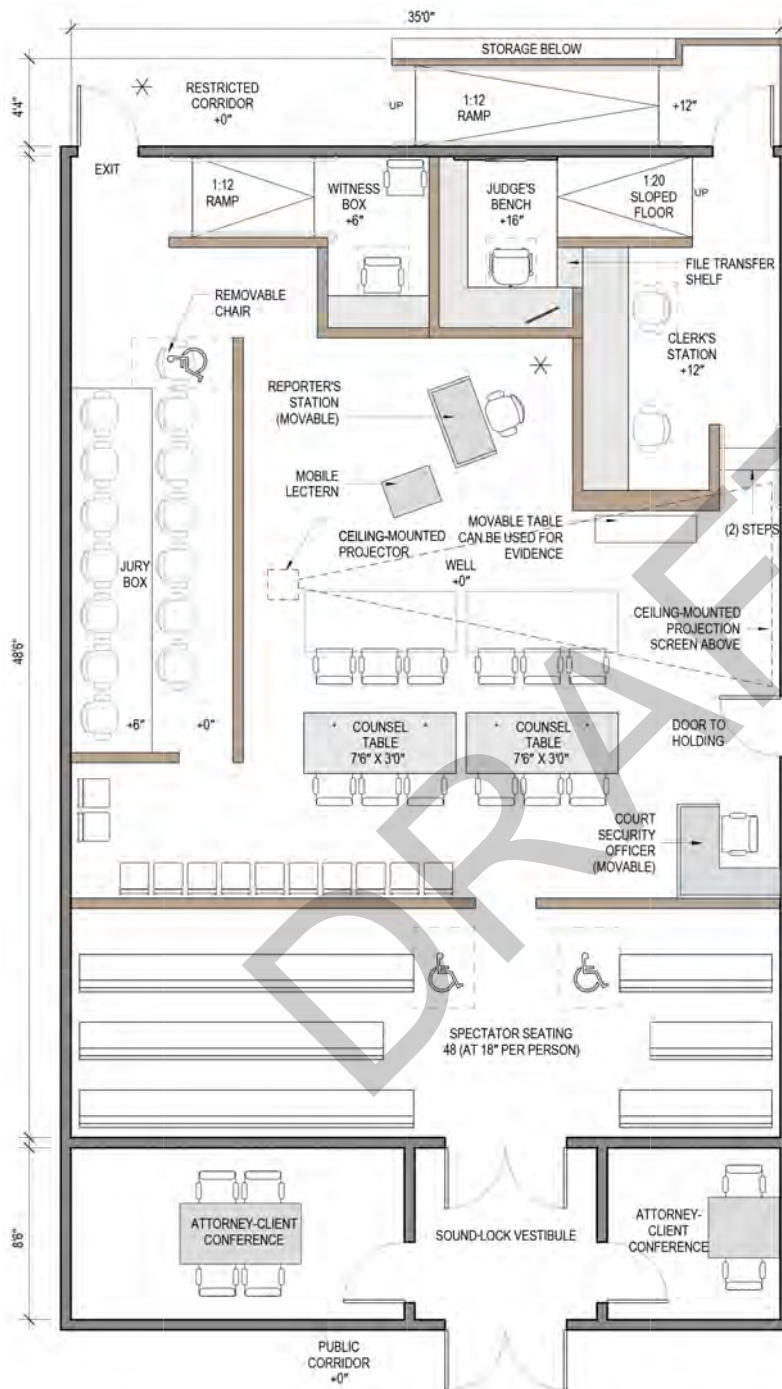 35'0"
STORAGE BELOW
4'4"
RESTRICTED
CORRIDOR
+0"
UP
1:12
RAMP
+12"
EXIT
1:12
RAMP
WITNESS
BOX
+6"
JUDGE'S
BENCH
+16"
1:20
SLOPED
FLOOR
UP
FILE TRANSFER
SHELF
REMOVABLE
CHAIR
CLERK'S
STATION
+12"
REPORTER'S
STATION
(MOVABLE)
MOBILE
LECTERN
CEILING-MOUNTED
PROJECTOR
MOVABLE TABLE
CAN BE USED FOR
EVIDENCE
(2) STEPS
WELL
+0"
JURY
BOX
48'6"
CEILING-MOUNTED
PROJECTION
SCREEN ABOVE
+6"
+0"
COUNSEL
TABLE
7'6" X 3'0"
COUNSEL
TABLE
7'6" X 3'0"
DOOR TO
HOLDING
COURT
SECURITY
OFFICER
(MOVABLE)
SPECTATOR SEATING
48 (AT 18" PER PERSON)
8'6"
ATTORNEY-CLIENT
CONFERENCE
SOUND-LOCK VESTIBULE
ATTORNEY-
CLIENT
CONFERENCE
PUBLIC
CORRIDOR
+0"